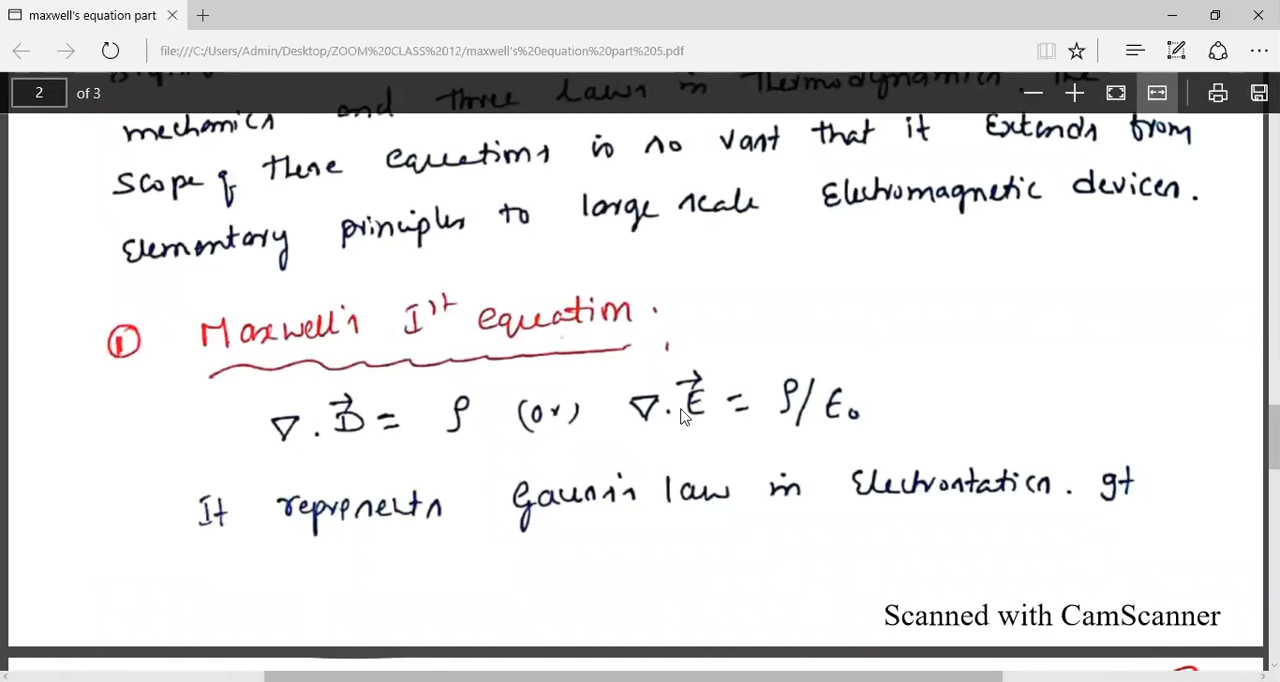 maxwell's equation part
file:///C:/Users/Admin/Desktop/ZOOM%20CLASS%2012/maxwell's%20equation%20part%205.pdf
2 of 3
and three laws in Thermodynamics. The
mechanics
scope of these equations is so vast that it Extends from
Elementary principles to large scale Electromagnetic devices.
① Maxwell's Ist equation.
∇.D⃗ = ρ (or) ∇.E⃗ = ρ/ε₀
It represents Gauss's law in Electrostatics. It
Scanned with CamScanner